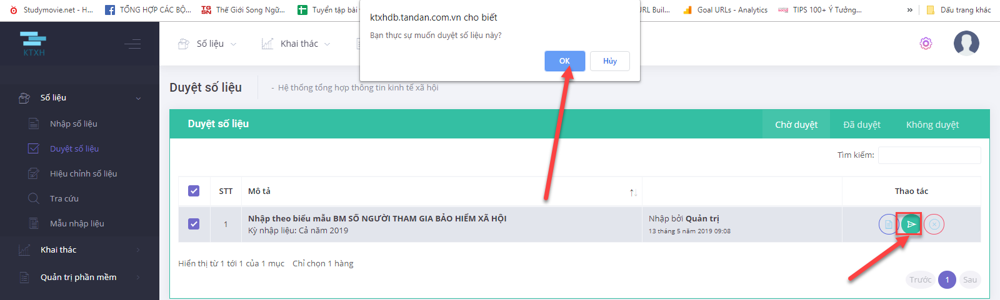 Studymovie.net - H...
TỔNG HỢP CÁC BỘ...
TG SN Thế Giới Song Ngữ...
Tuyển tập bài
URL Buil...
Goal URLs - Analytics
TIPS 100+ Ý Tưởng...
»
Dấu trang khác
ktxhdb.tandan.com.vn cho biết
Bạn thực sự muốn duyệt số liệu này?
OK
Hủy
KTXH
Số liệu
Khai thác
Duyệt số liệu
- Hệ thống tổng hợp thông tin kinh tế xã hội
Số liệu
Nhập số liệu
Duyệt số liệu
Hiệu chỉnh số liệu
Tra cứu
Mẫu nhập liệu
Khai thác
Quản trị phần mềm
Duyệt số liệu
Chờ duyệt
Đã duyệt
Không duyệt
Tìm kiếm:
STT
Mô tả
Thao tác
1
Nhập theo biểu mẫu BM SỐ NGƯỜI THAM GIA BẢO HIỂM XÃ HỘI
Kỳ nhập liệu: Cả năm 2019
Nhập bởi Quản trị
13 tháng 5 năm 2019 09:08
Hiển thị từ 1 tới 1 của 1 mục Chỉ chọn 1 hàng
Trước
1
Sau